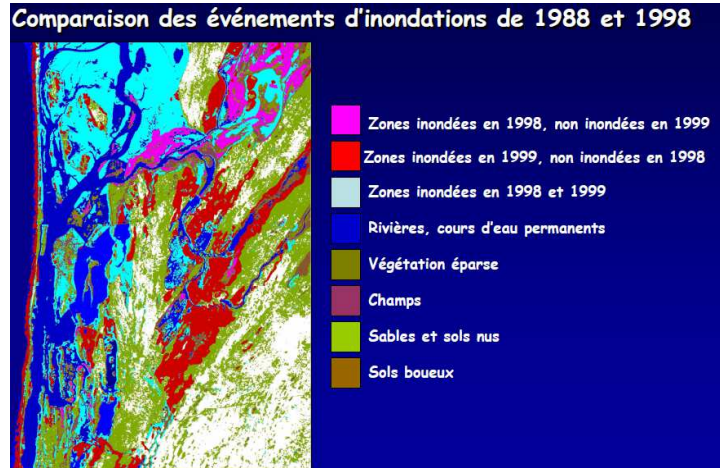 Comparaison des événements d'inondations de 1988 et 1998
Zones inondées en 1998, non inondées en 1999
Zones inondées en 1999, non inondées en 1998
Zones inondées en 1998 et 1999
Rivières, cours d'eau permanents
Végétation éparse
Champs
Sables et sols nus
Sols boueux